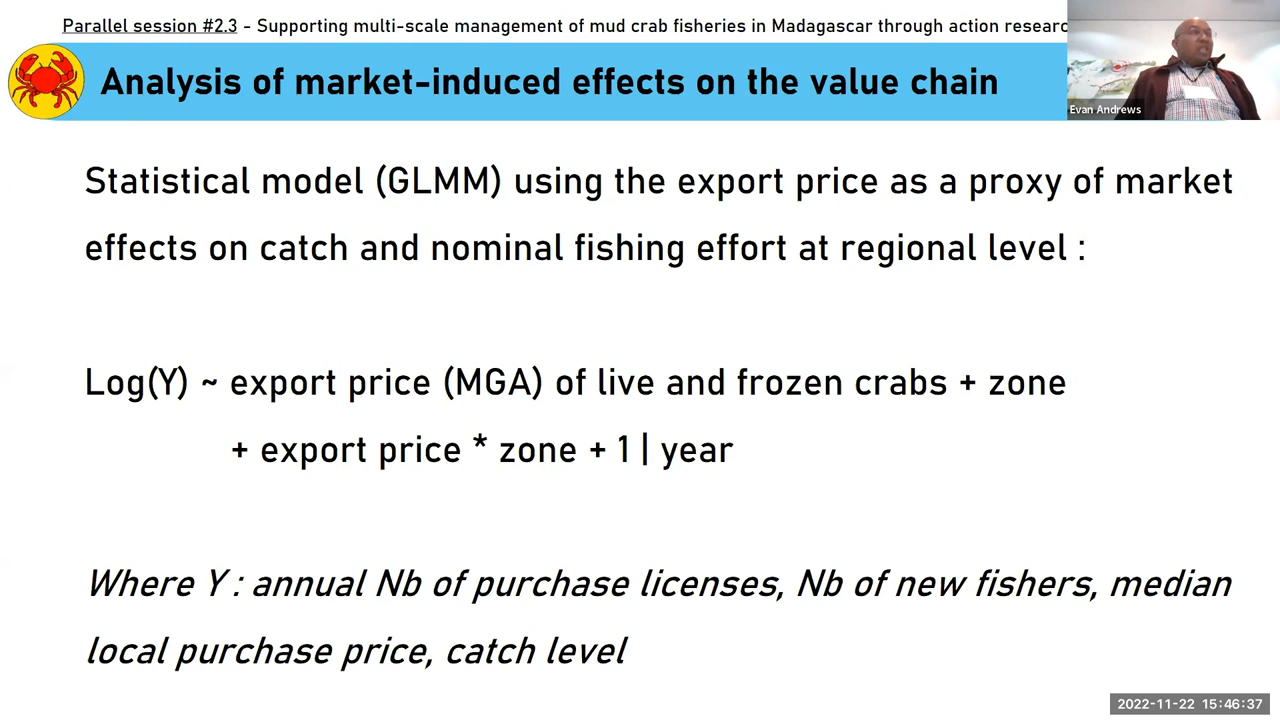 Parallel session #2.3 - Supporting multi-scale management of mud crab fisheries in Madagascar through action researc
Analysis of market-induced effects on the value chain
Evan Andrews
Statistical model (GLMM) using the export price as a proxy of market
effects on catch and nominal fishing effort at regional level :
Log(Y) ~ export price (MGA) of live and frozen crabs + zone
+ export price * zone + 1 | year
Where Y : annual Nb of purchase licenses, Nb of new fishers, median
local purchase price, catch level
2022-11-22 15:46:37